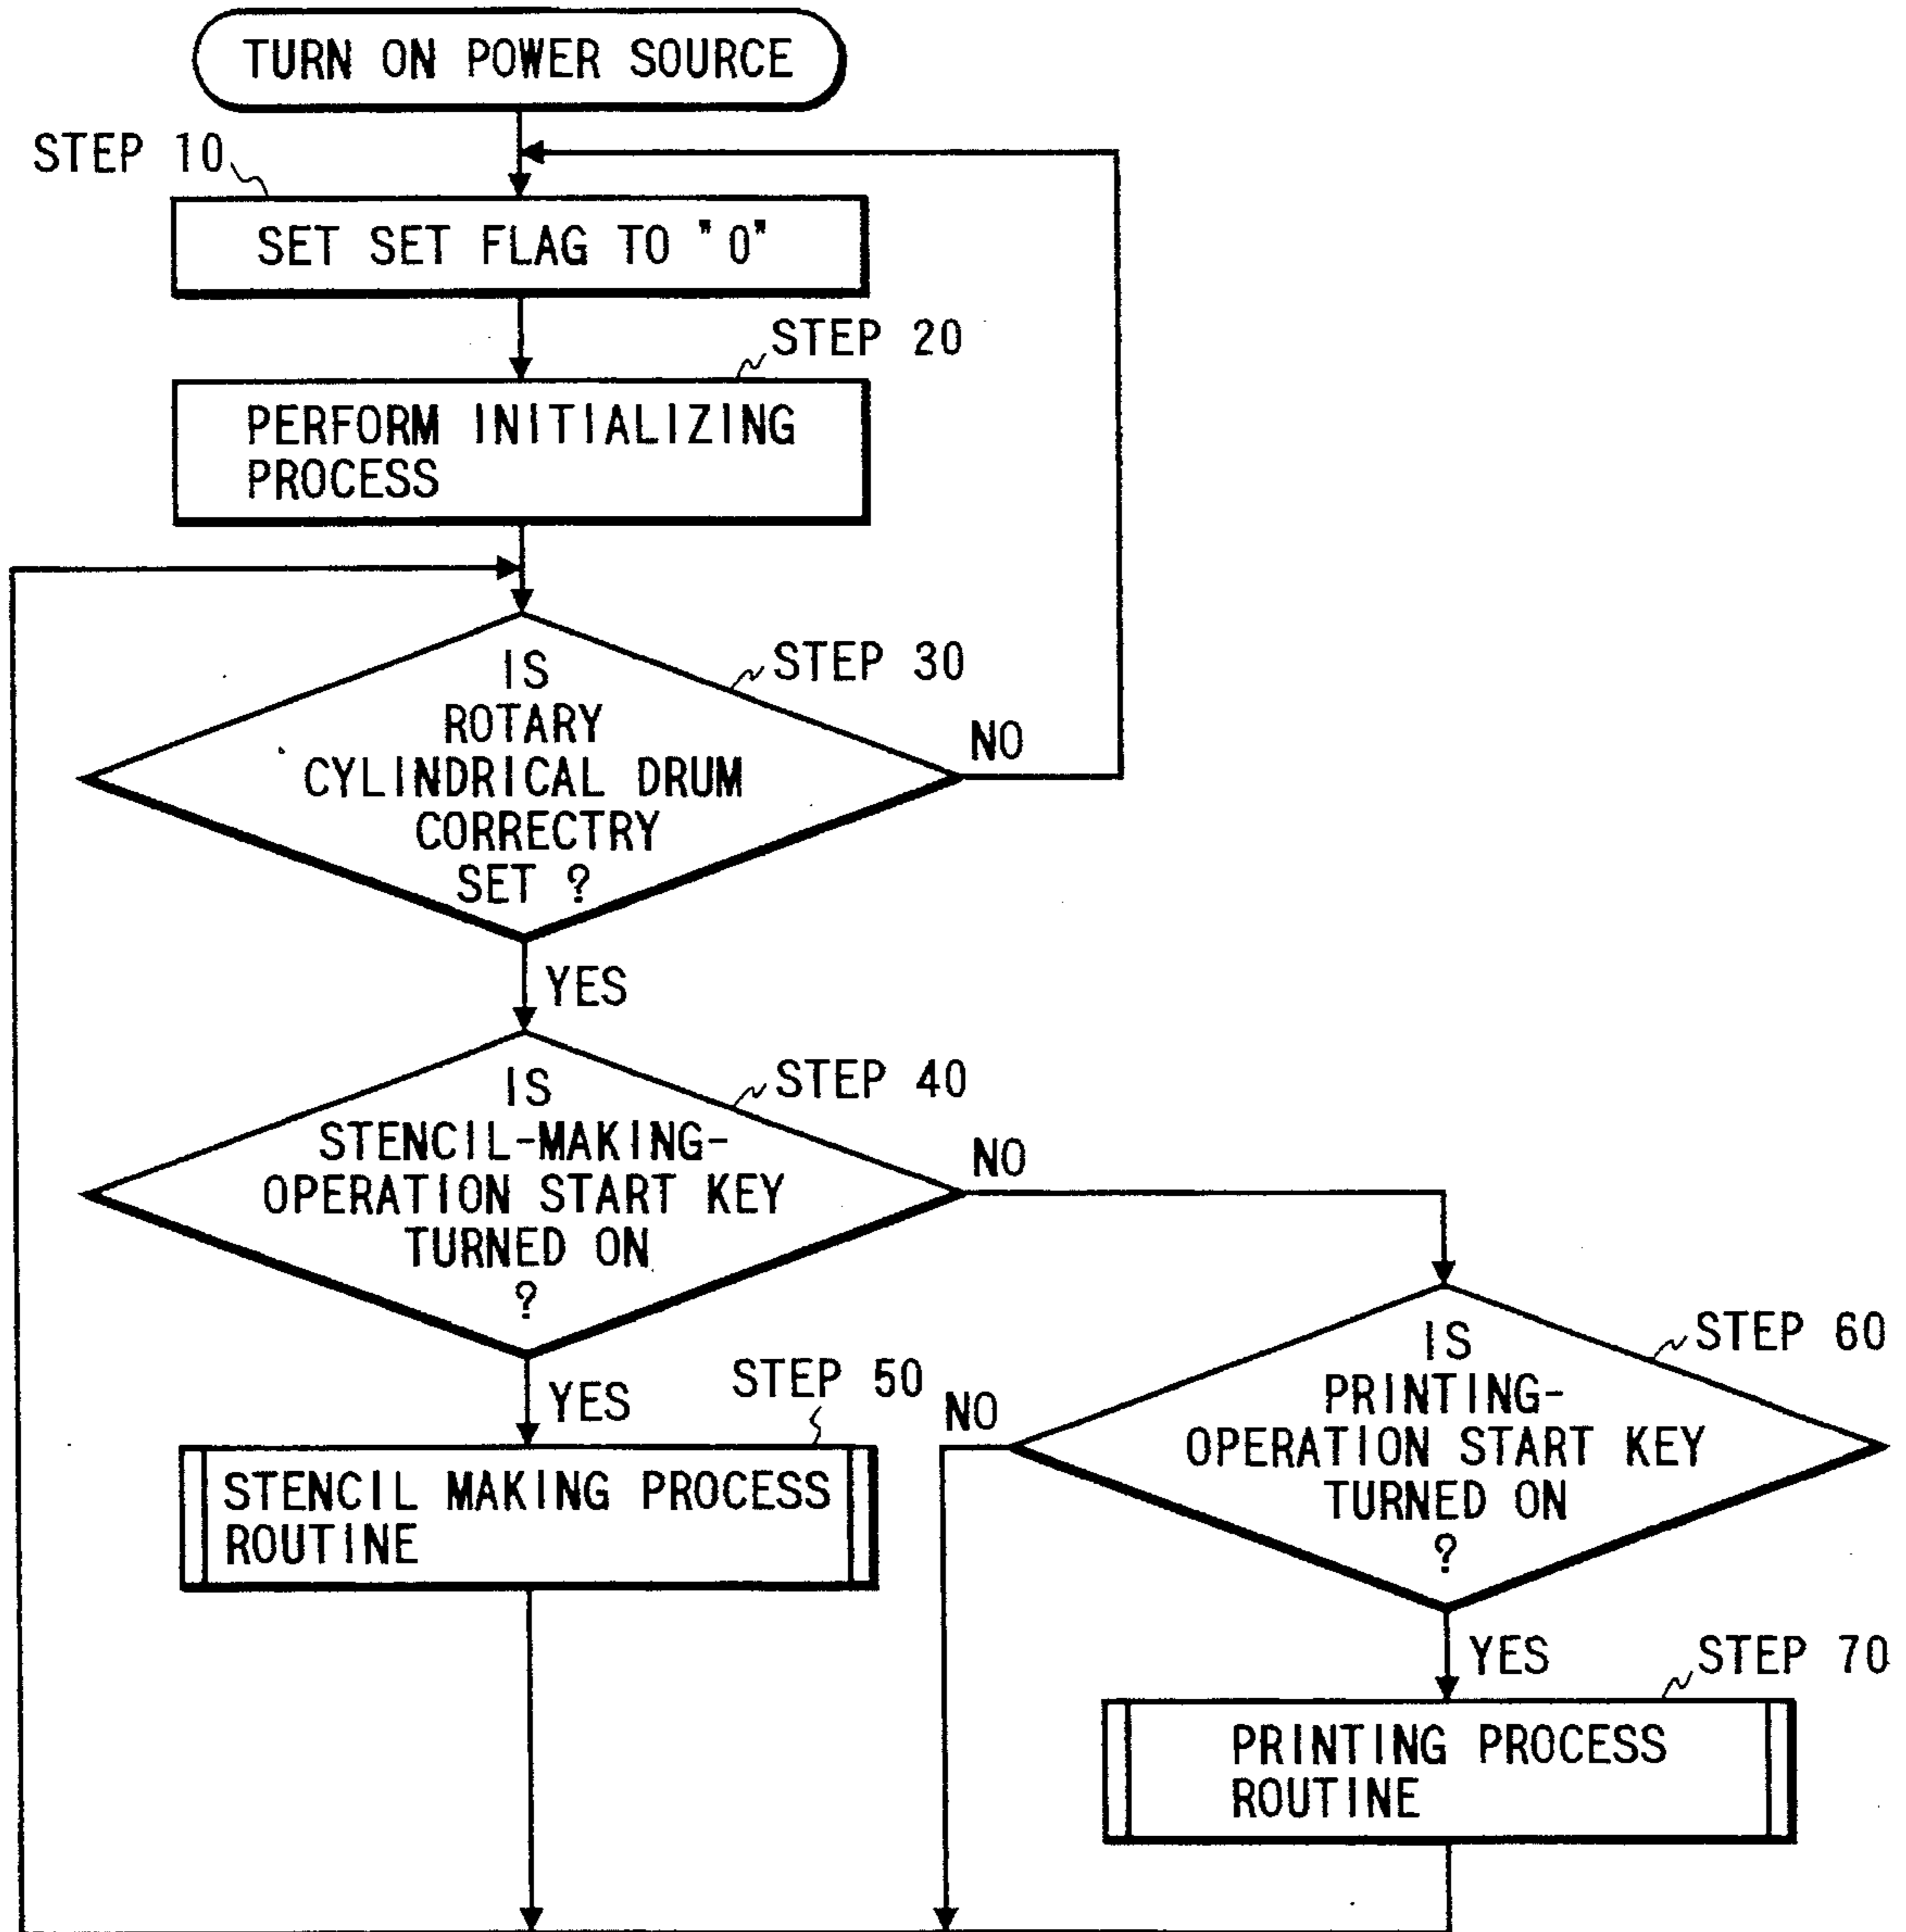 TURN ON POWER SOURCE
STEP 10
SET SET FLAG TO "0"
STEP 20
PERFORM INITIALIZING
PROCESS
STEP 30
IS
ROTARY
CYLINDRICAL DRUM
CORRECTRY
SET ?
NO
YES
STEP 40
IS
STENCIL-MAKING-
OPERATION START KEY
TURNED ON
?
NO
YES
STEP 50
STENCIL MAKING PROCESS
ROUTINE
STEP 60
IS
PRINTING-
OPERATION START KEY
TURNED ON
?
NO
YES
STEP 70
PRINTING PROCESS
ROUTINE